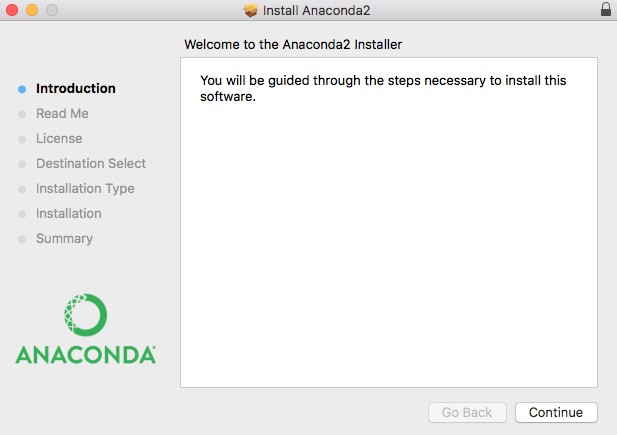 Install Anaconda2
Welcome to the Anaconda2 Installer
Introduction
Read Me
License
Destination Select
Installation Type
Installation
Summary
You will be guided through the steps necessary to install this
software.
ANACONDA
Go Back
Continue